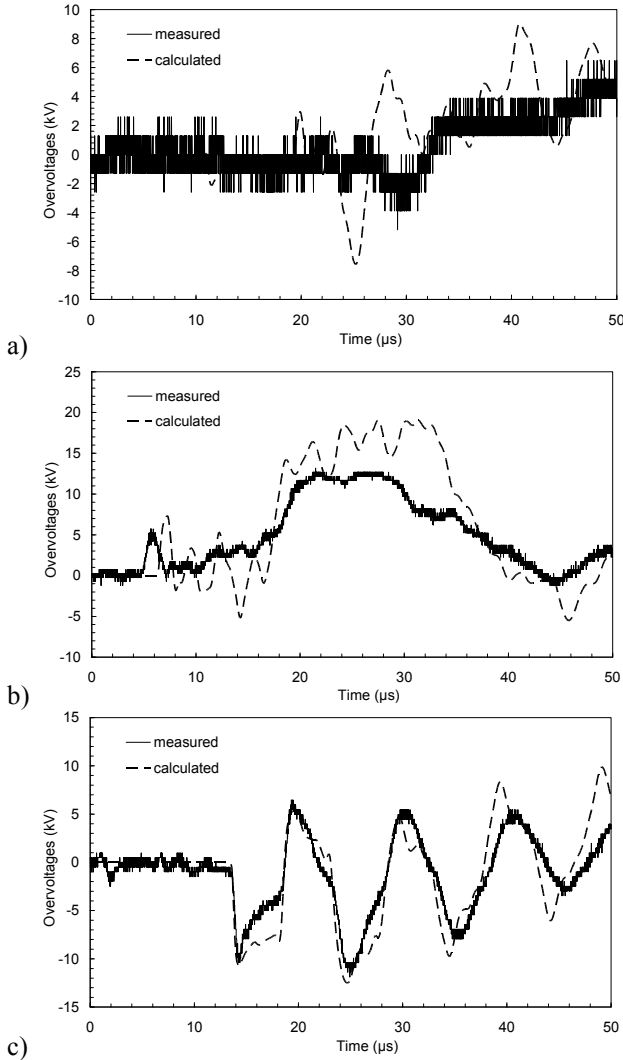 10
8
6
4
2
0
-2
-4
-6
-8
-10
Overvoltages (kV)
measured
calculated
0 10 20 30 40 50
Time (µs)
a)
25
20
15
10
5
0
-5
-10
Overvoltages (kV)
measured
calculated
0 10 20 30 40 50
Time (µs)
b)
15
10
5
0
-5
-10
-15
Overvoltages (kV)
measured
calculated
0 10 20 30 40 50
Time (µs)
c)